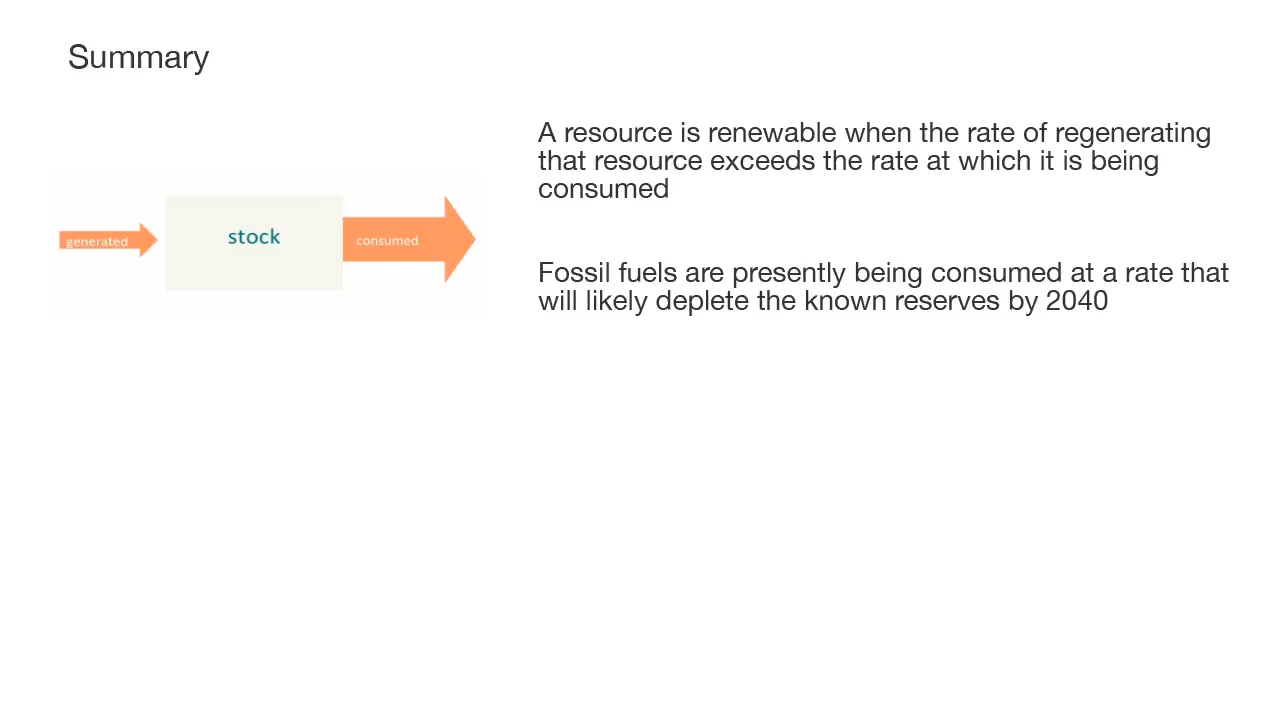 Summary
A resource is renewable when the rate of regenerating
that resource exceeds the rate at which it is being
consumed
generated
stock
consumed
Fossil fuels are presently being consumed at a rate that
will likely deplete the known reserves by 2040